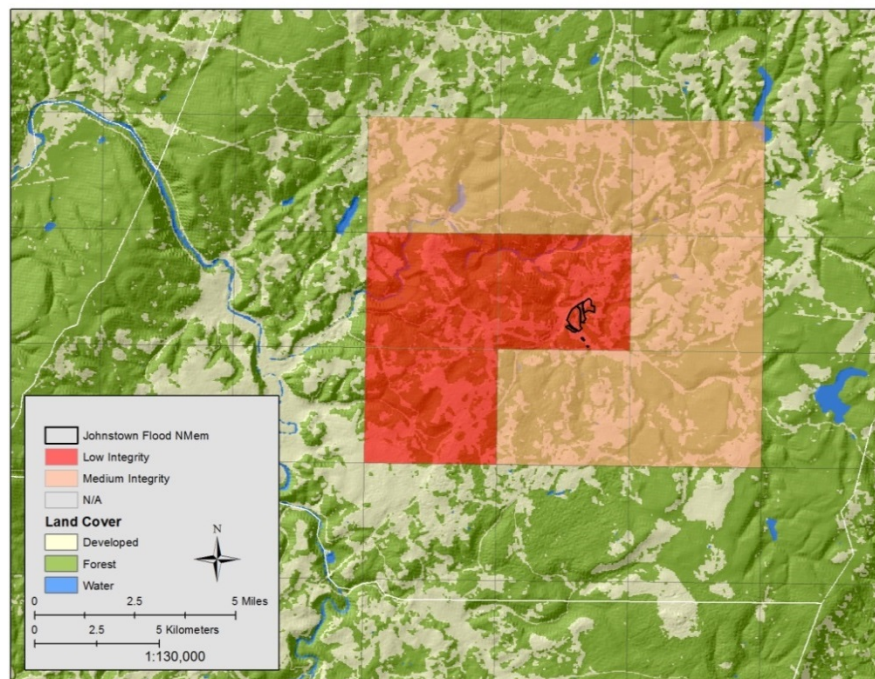 Johnstown Flood NMem
Low Integrity
Medium Integrity
N/A
Land Cover
Developed
Forest
Water
N
0 2.5 5 Miles
0 2.5 5 Kilometers
1:130,000